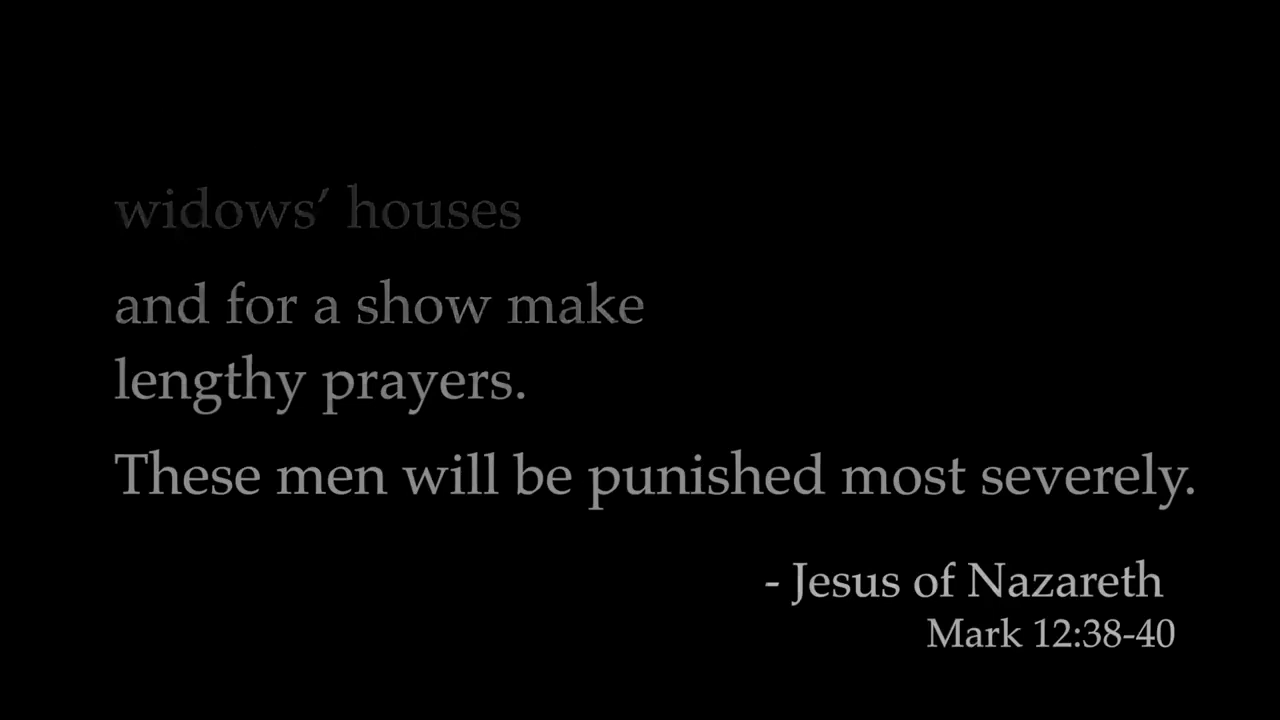 widows’ houses
and for a show make
lengthy prayers.
These men will be punished most severely.
- Jesus of Nazareth
Mark 12:38-40